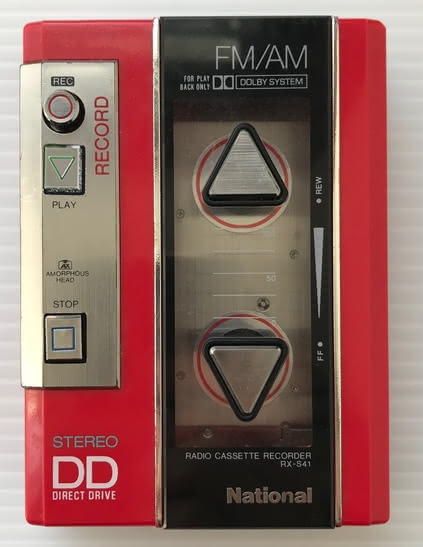 FM/AM
FOR PLAY
BACK ONLY
DOLBY SYSTEM
REC
RECORD
PLAY
REW
AX
AMORPHOUS
HEAD
50
STOP
FF
STEREO
DD
DIRECT DRIVE
RADIO CASSETTE RECORDER
RX-S41
National